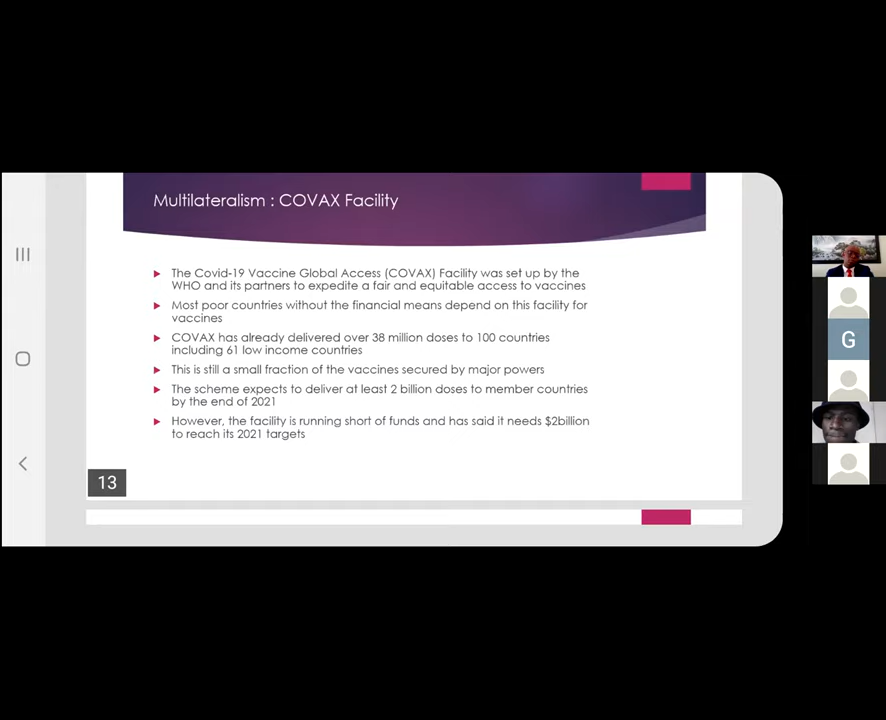 Multilateralism : COVAX Facility
The Covid-19 Vaccine Global Access (COVAX) Facility was set up by the
WHO and its partners to expedite a fair and equitable access to vaccines
Most poor countries without the financial means depend on this facility for
vaccines
COVAX has already delivered over 38 million doses to 100 countries
including 61 low income countries
This is still a small fraction of the vaccines secured by major powers
The scheme expects to deliver at least 2 billion doses to member countries
by the end of 2021
However, the facility is running short of funds and has said it needs $2billion
to reach its 2021 targets
13
G